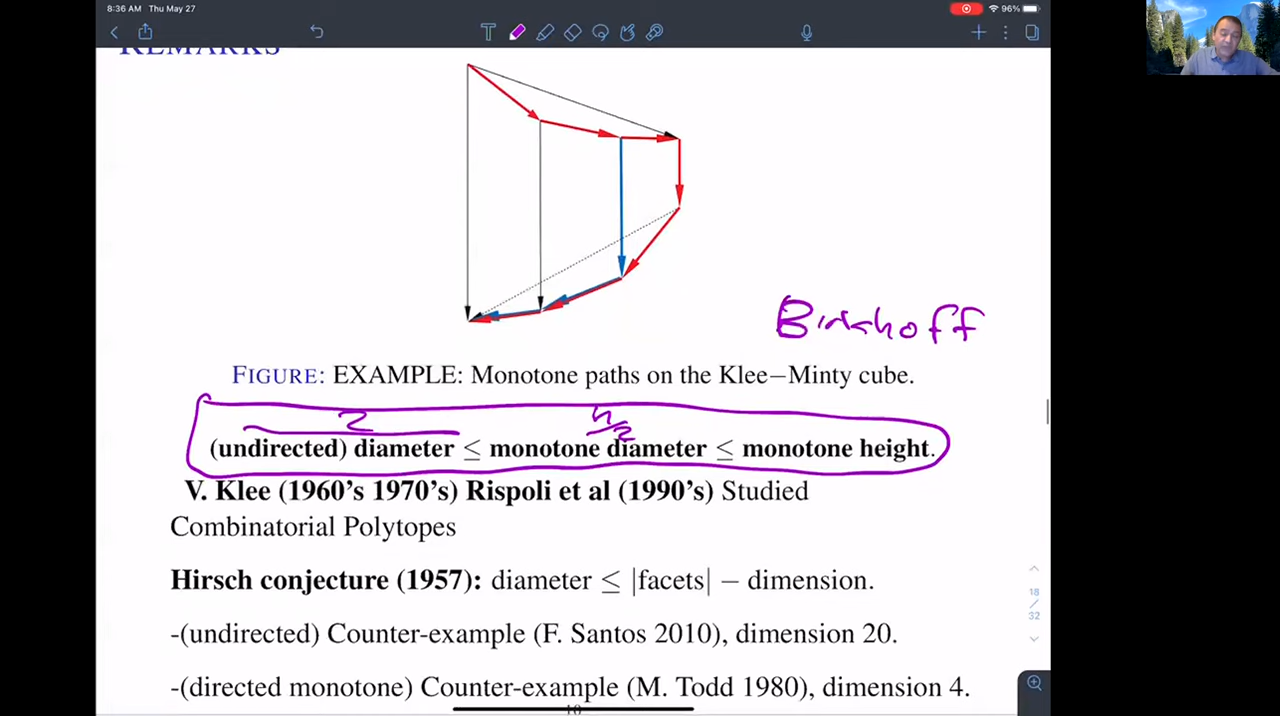 8:36 AM Thu May 27
96%
REMARKS
Birkhoff
FIGURE: EXAMPLE: Monotone paths on the Klee−Minty cube.
2 n/2
(undirected) diameter ≤ monotone diameter ≤ monotone height.
V. Klee (1960's 1970's) Rispoli et al (1990's) Studied
Combinatorial Polytopes
Hirsch conjecture (1957): diameter ≤ |facets| − dimension.
18
/
32
-(undirected) Counter-example (F. Santos 2010), dimension 20.
-(directed monotone) Counter-example (M. Todd 1980), dimension 4.